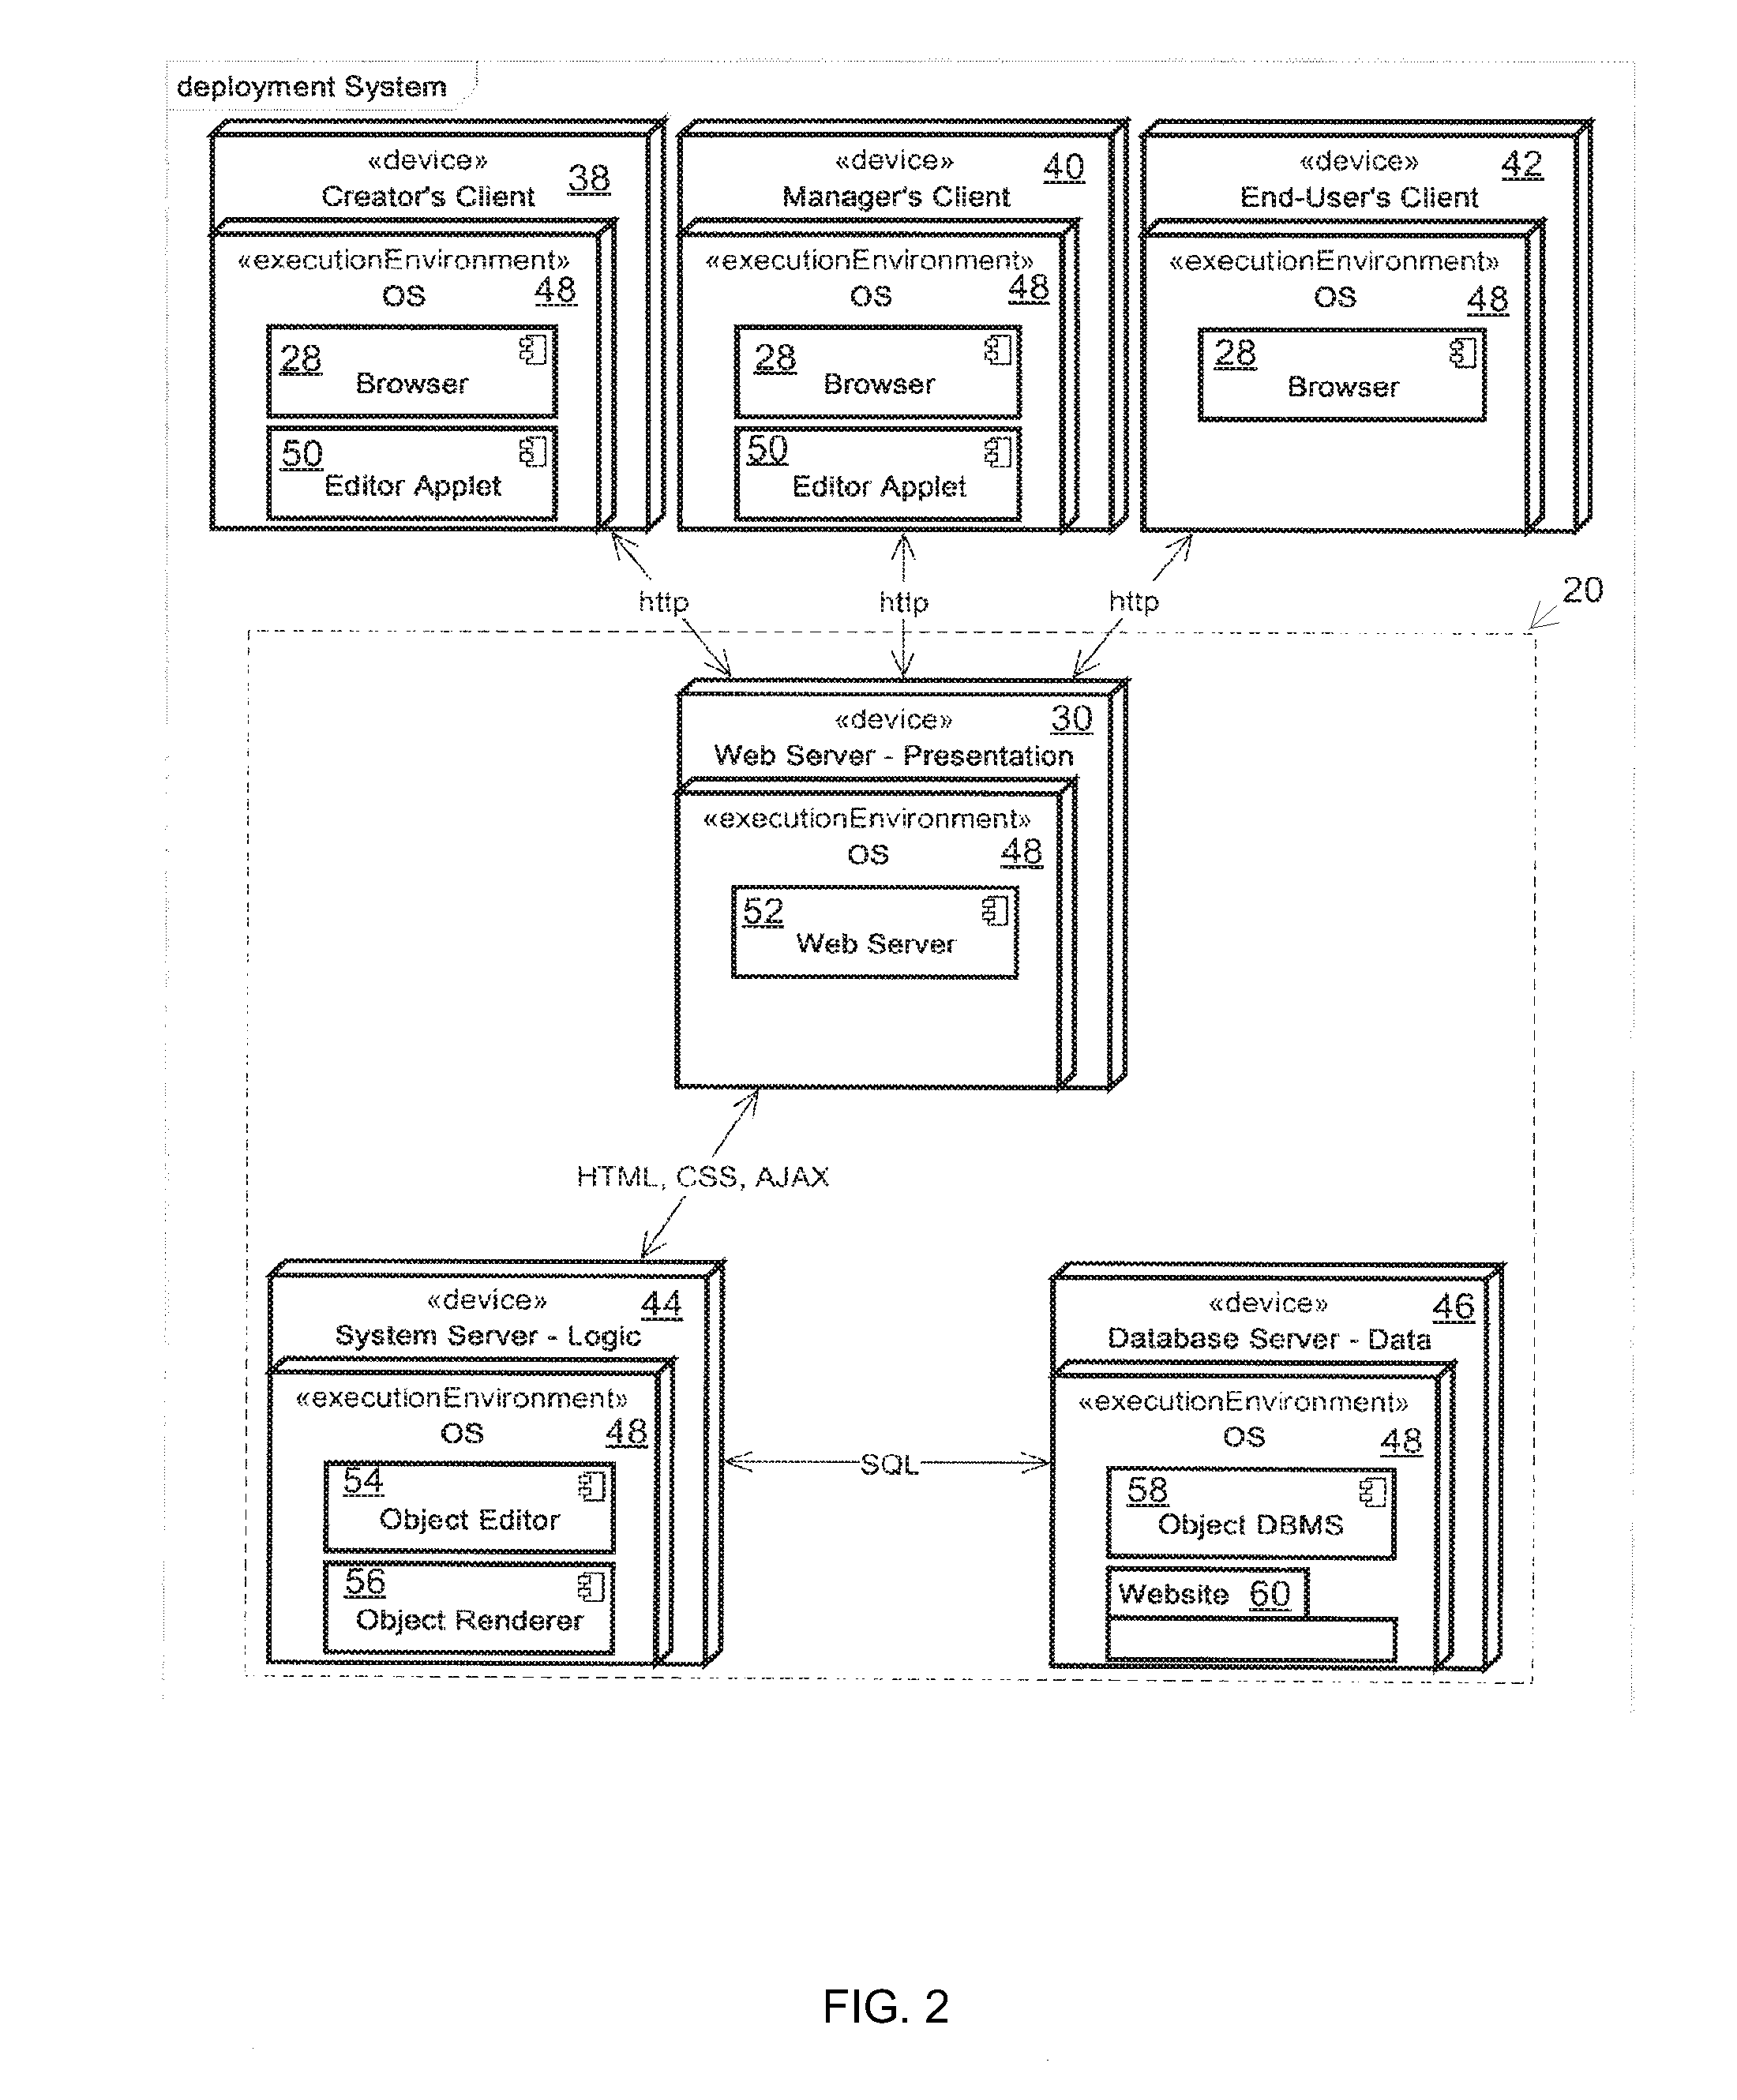 deployment System
«device»
Creator's Client
38
«executionEnvironment»
OS
48
28
Browser
50
Editor Applet
«device»
Manager's Client
40
«executionEnvironment»
OS
48
28
Browser
50
Editor Applet
«device»
End-User's Client
42
«executionEnvironment»
OS
48
28
Browser
http
http
http
20
«device»
30
Web Server - Presentation
«executionEnvironment»
OS
48
52
Web Server
HTML, CSS, AJAX
«device»
44
System Server - Logic
«executionEnvironment»
OS
48
54
Object Editor
56
Object Renderer
SQL
«device»
46
Database Server - Data
«executionEnvironment»
OS
48
58
Object DBMS
Website 60
FIG. 2